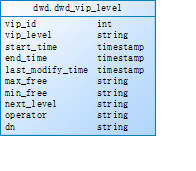 dwd.dwd_vip_level
vip_id int
vip_level string
start_time timestamp
end_time timestamp
last_modify_time timestamp
max_free string
min_free string
next_level string
operator string
dn string